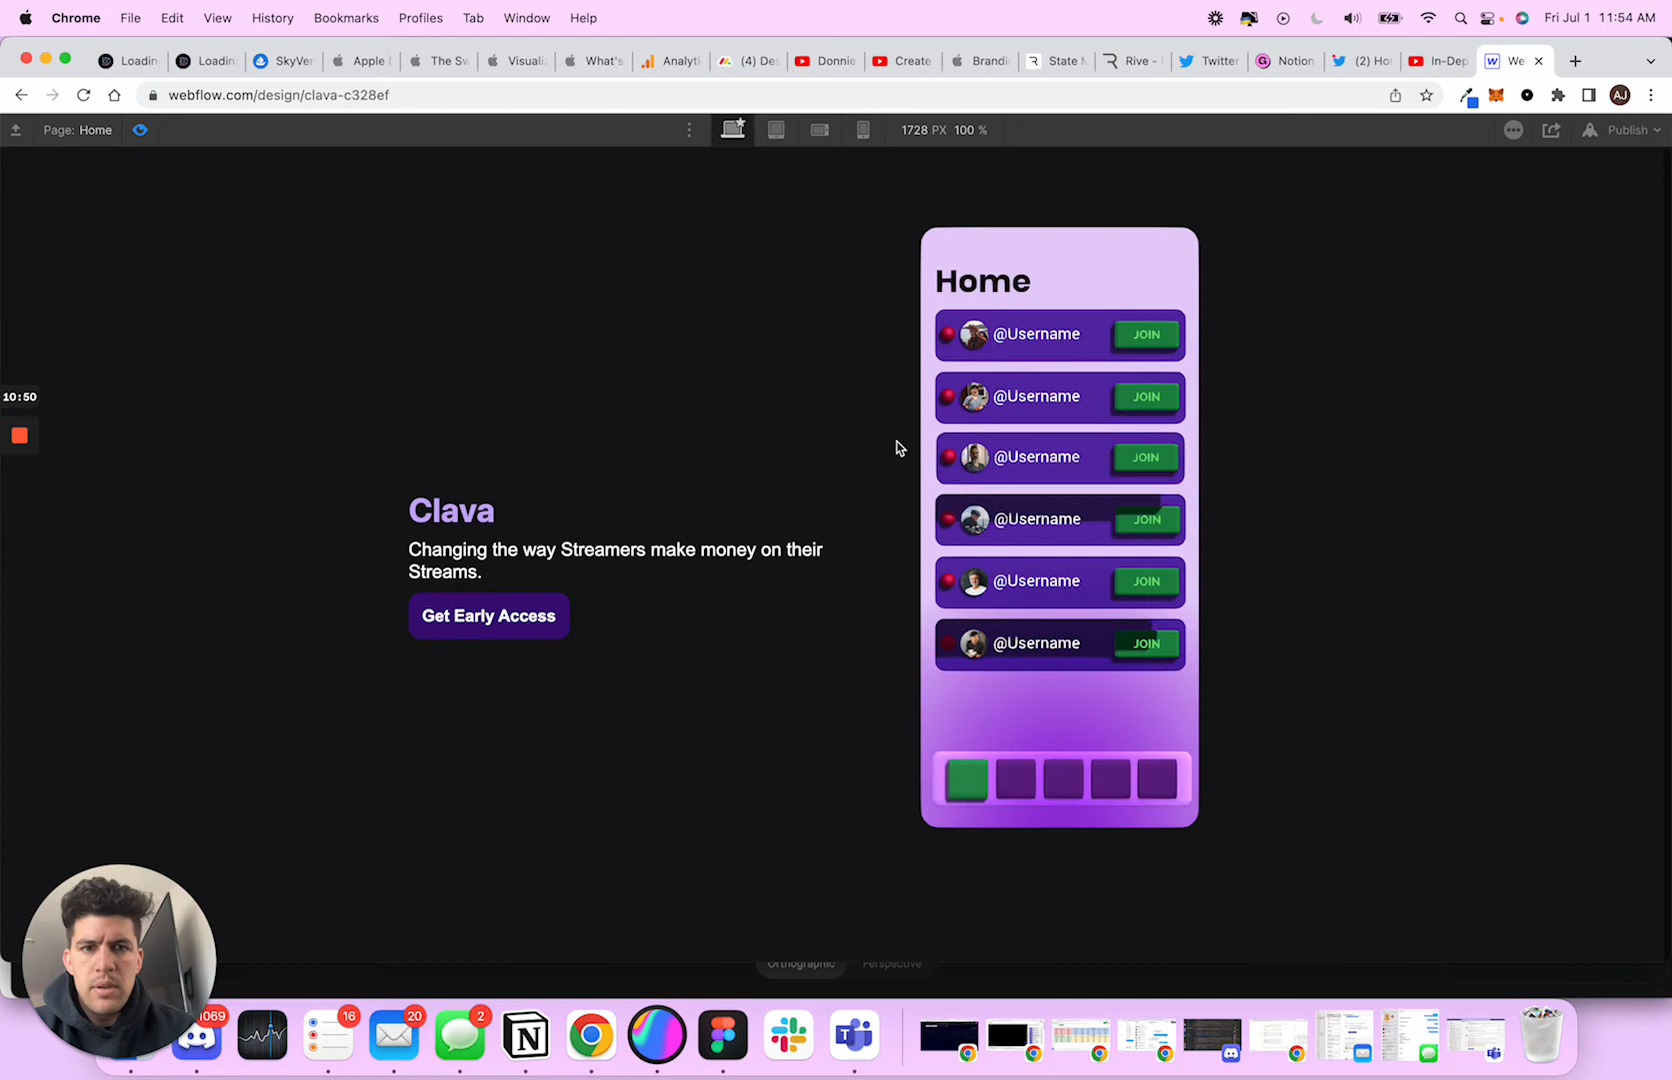 Chrome File Edit View History Bookmarks Profiles Tab Window Help
Fri Jul 1 11:54 AM
Loadin Loadin SkyVer Apple The Sw Visuali What's Analyti (4) De Donnie Create Brandi State M Rive - Twitter Notion (2) Ho In-Dep We
webflow.com/design/clava-c328ef
AJ
Page: Home
1728 PX 100 %
Publish
Home
@Username JOIN
@Username JOIN
@Username JOIN
@Username JOIN
@Username JOIN
@Username JOIN
10:50
Clava
Changing the way Streamers make money on their
Streams.
Get Early Access
Orthographic Perspective
1069 16 20 2